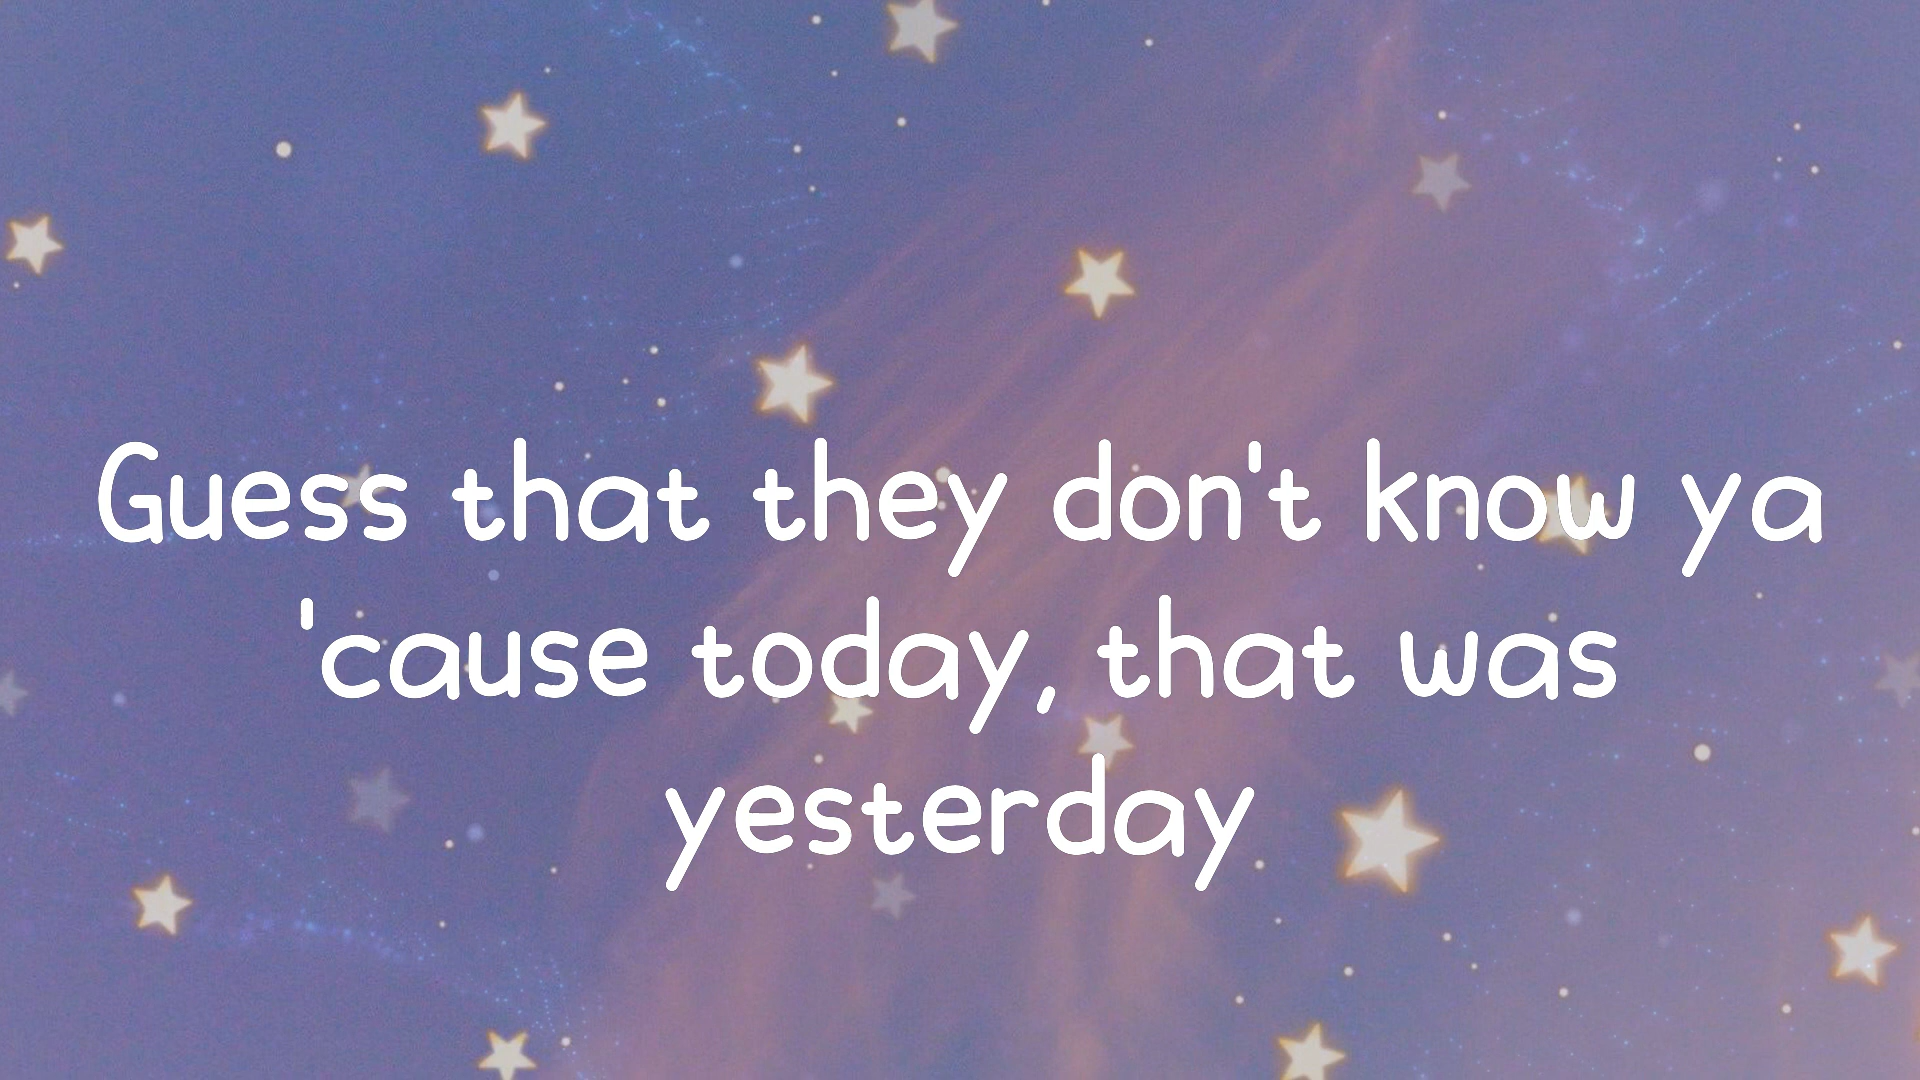 Guess that they don't know ya
'cause today, that was
yesterday